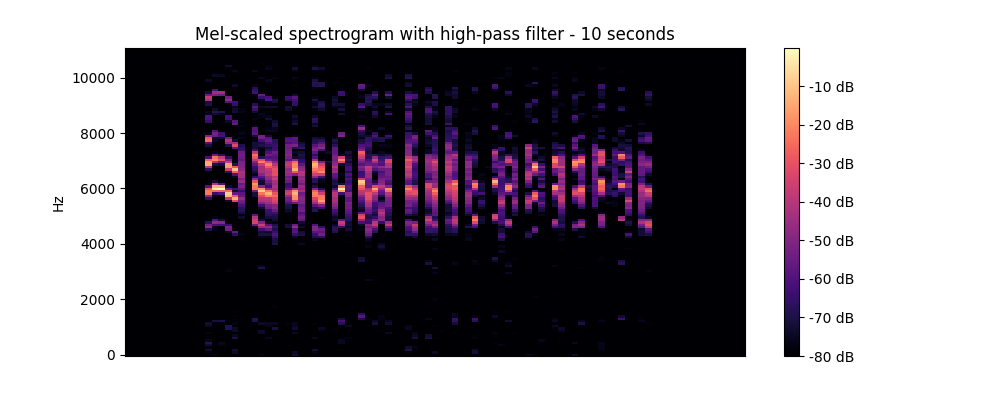 Mel-scaled spectrogram with high-pass filter - 10 seconds
Hz
10000
8000
6000
4000
2000
0
-10 dB
-20 dB
-30 dB
-40 dB
-50 dB
-60 dB
-70 dB
-80 dB